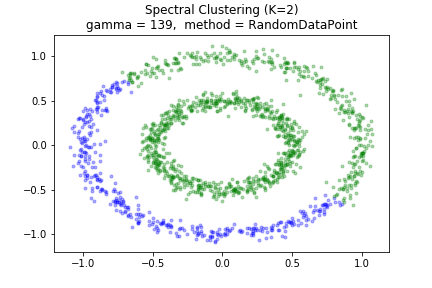 Spectral Clustering (K=2)
gamma = 139, method = RandomDataPoint
1.0
0.5
0.0
−0.5
−1.0
−1.0 −0.5 0.0 0.5 1.0